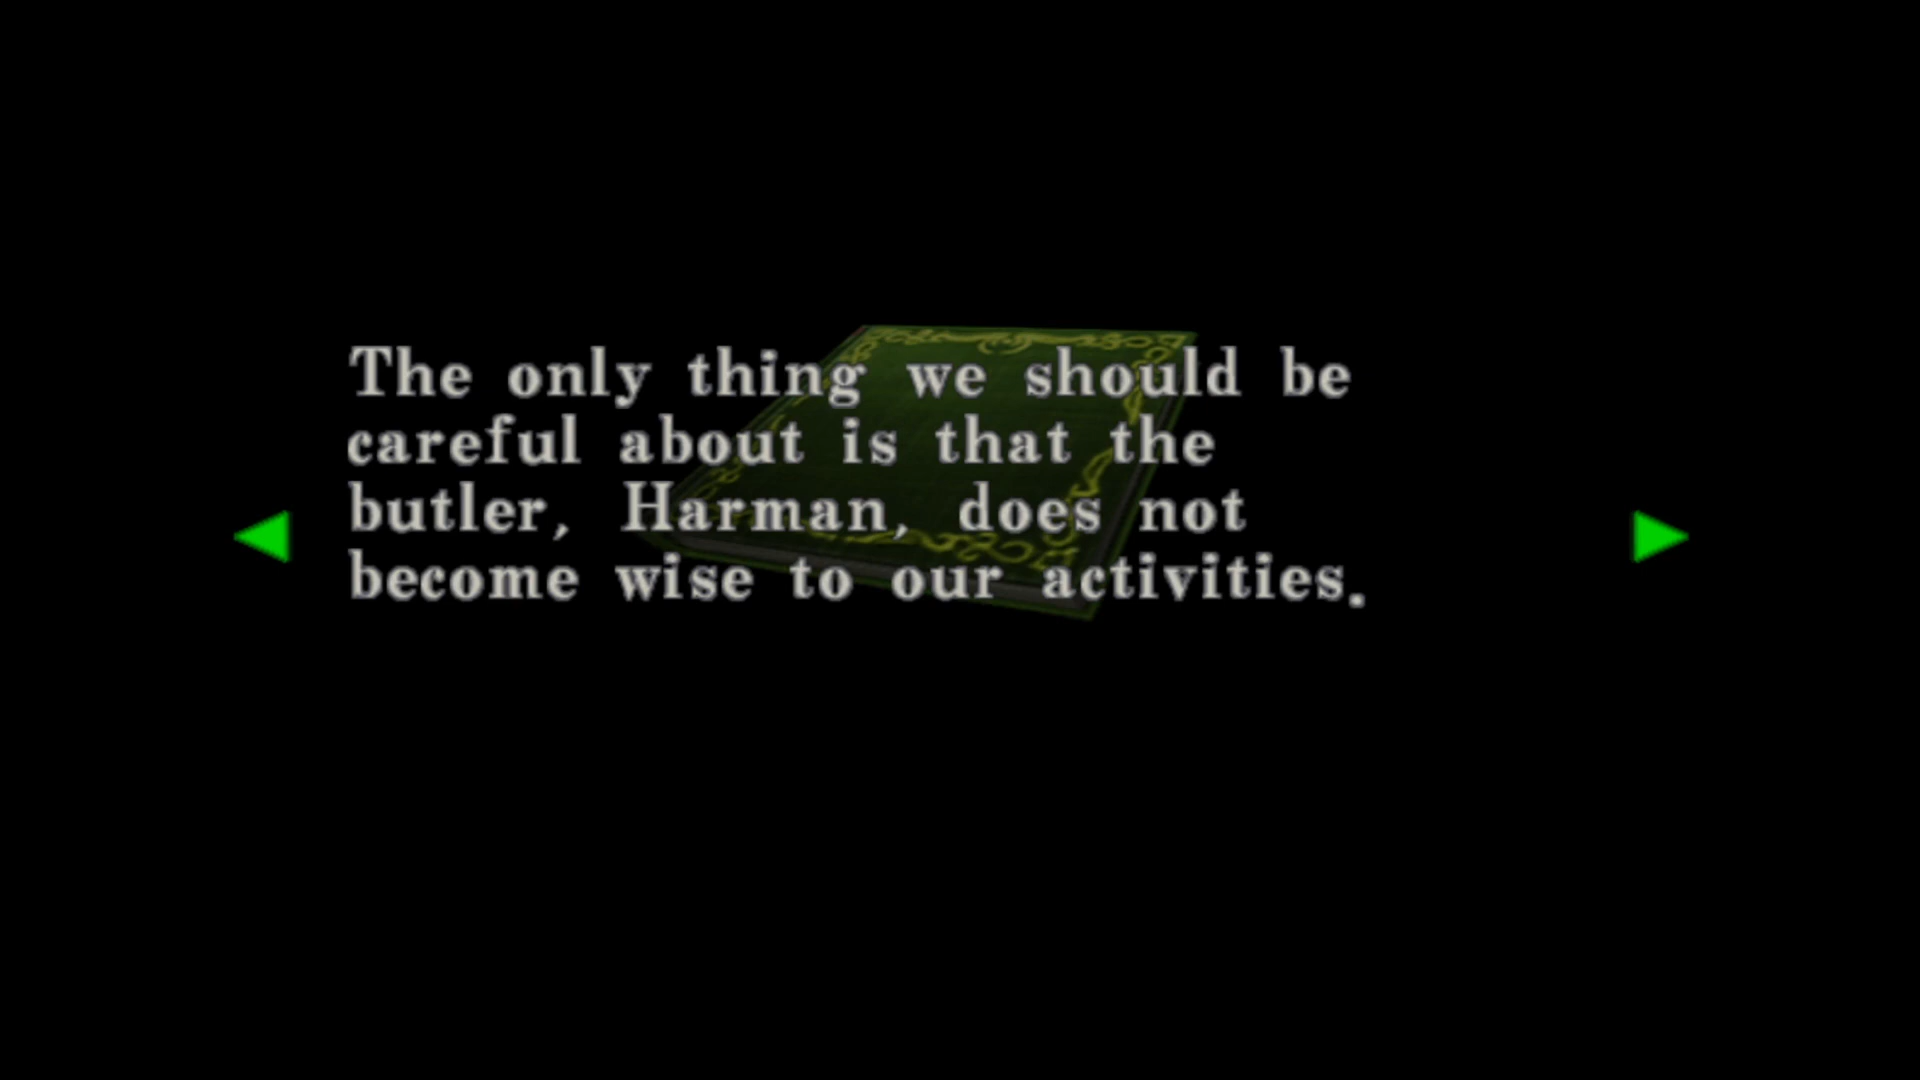 The only thing we should be
careful about is that the
butler, Harman, does not
become wise to our activities.